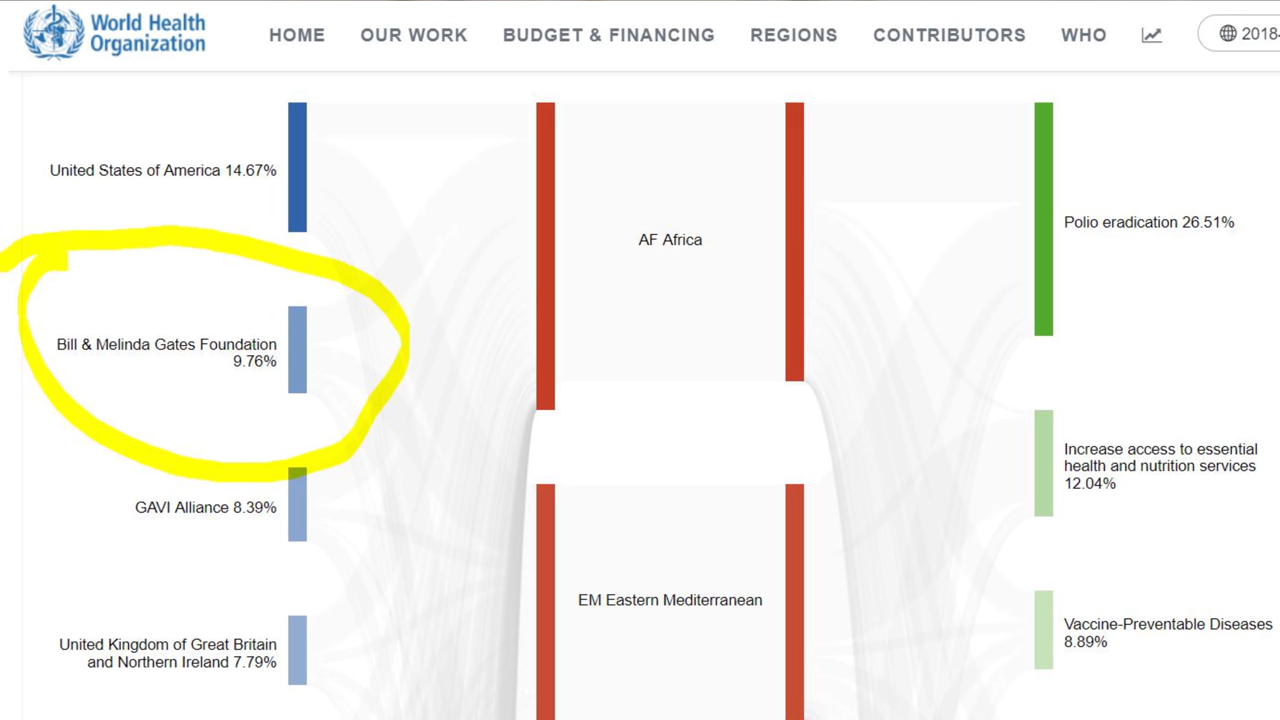 World Health
Organization
HOME OUR WORK BUDGET & FINANCING REGIONS CONTRIBUTORS WHO 2018-
United States of America 14.67%
Bill & Melinda Gates Foundation
9.76%
GAVI Alliance 8.39%
United Kingdom of Great Britain
and Northern Ireland 7.79%
AF Africa
EM Eastern Mediterranean
Polio eradication 26.51%
Increase access to essential
health and nutrition services
12.04%
Vaccine-Preventable Diseases
8.89%